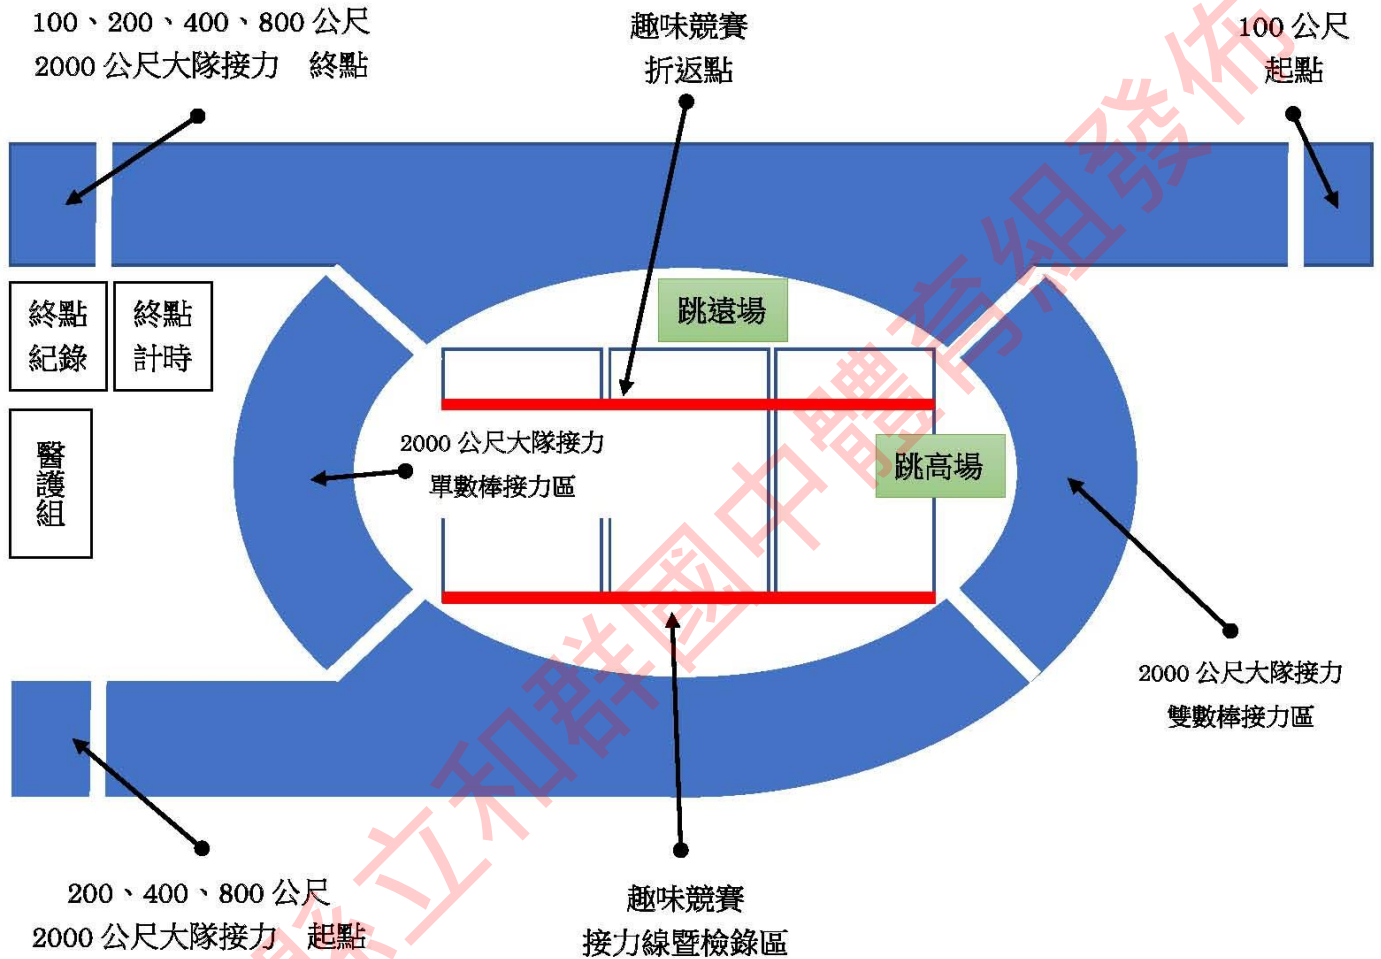 100、200、400、800 公尺
2000 公尺大隊接力 終點
趣味競賽
折返點
100 公尺
起點
終點
紀錄
終點
計時
跳遠場
醫護組
2000 公尺大隊接力
單數棒接力區
跳高場
2000 公尺大隊接力
雙數棒接力區
200、400、800 公尺
2000 公尺大隊接力 起點
趣味競賽
接力線暨檢錄區
縣立和群國中體育組發佈